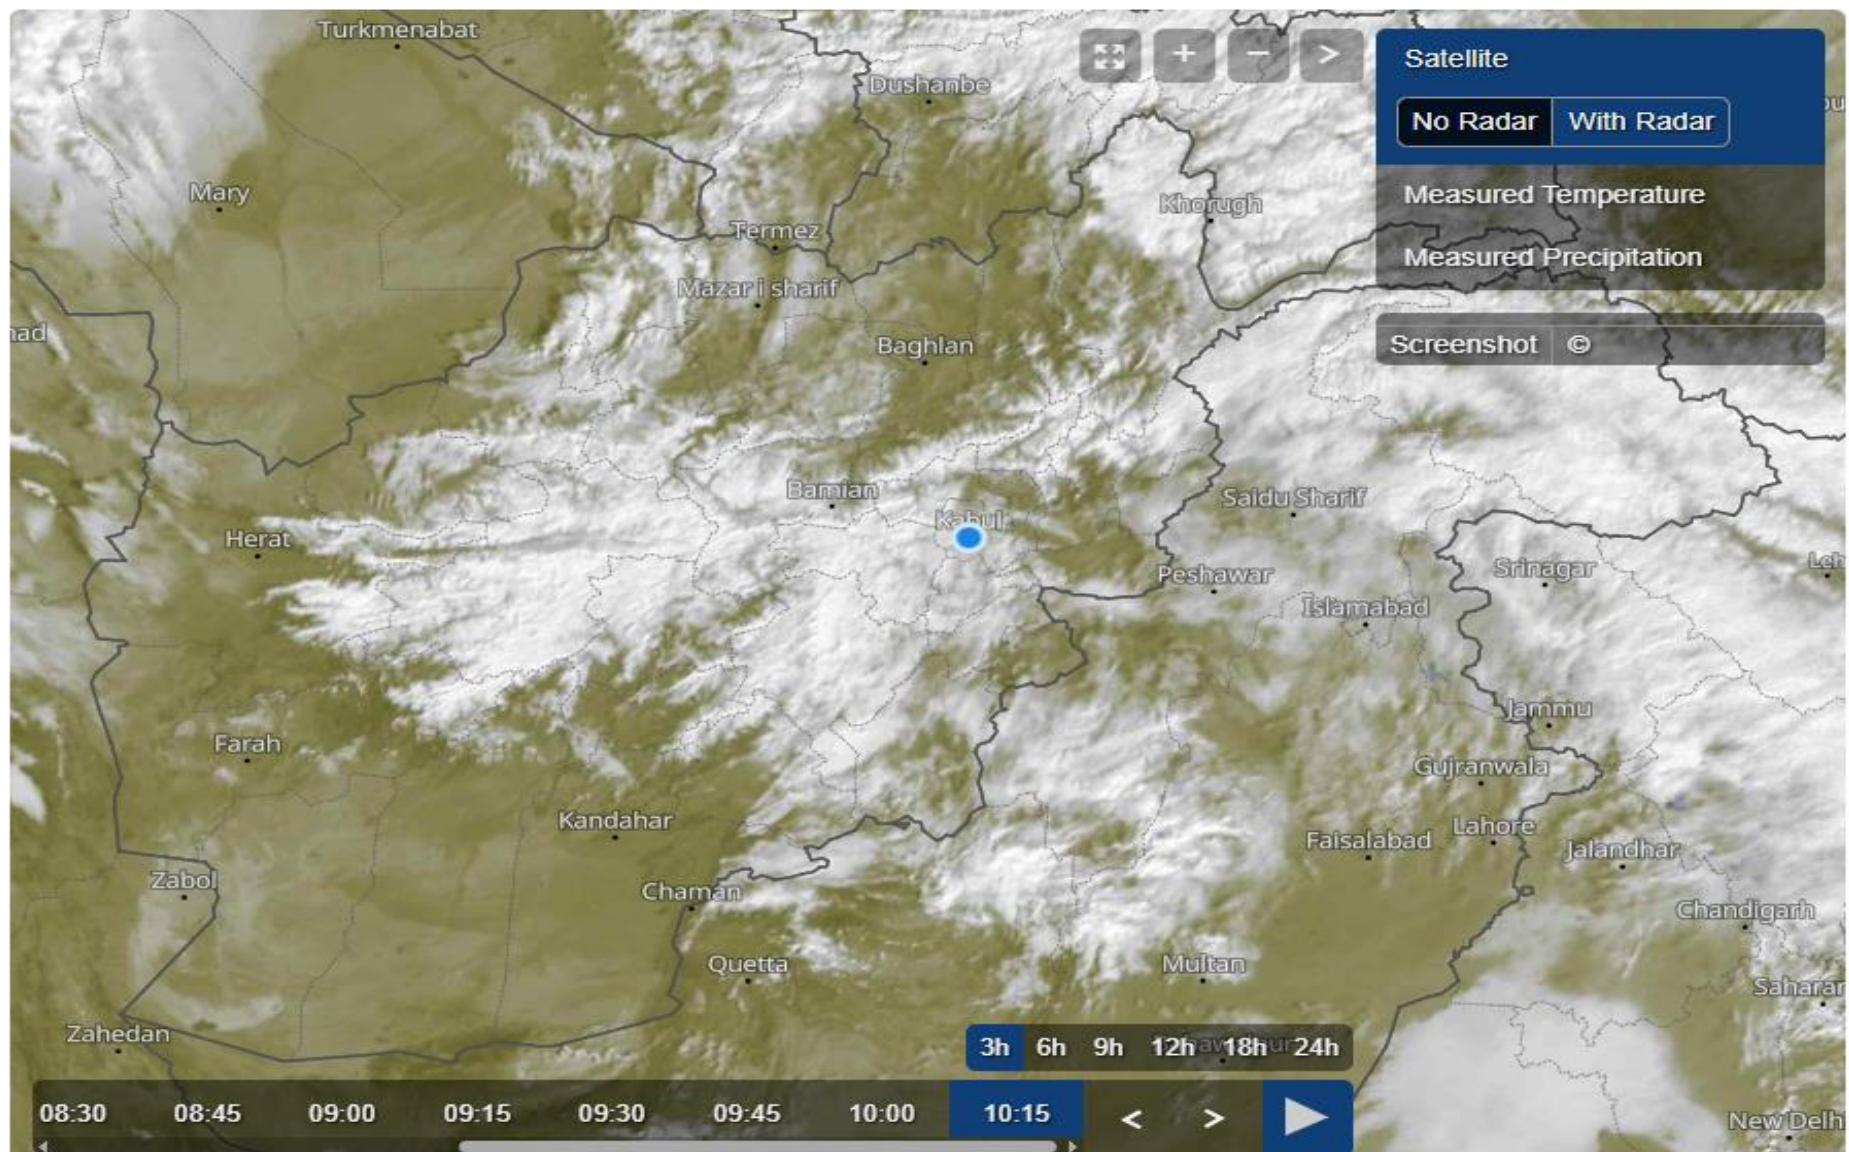 Turkmenabat
Dushanbe
+
−
>
Satellite
No Radar
With Radar
Mary
Khorugh
Measured Temperature
Termez
Measured Precipitation
Mazar i sharif
Baghlan
Screenshot
©
Bamian
Saidu Sharif
Kabul
Herat
Peshawar
Srinagar
Leh
Islamabad
Jammu
Farah
Gujranwala
Kandahar
Faisalabad
Lahore
Jalandhar
Zabol
Chaman
Chandigarh
Quetta
Multan
Zahedan
3h 6h 9h 12h 18h 24h
08:30 08:45 09:00 09:15 09:30 09:45 10:00 10:15 < >
New Delh